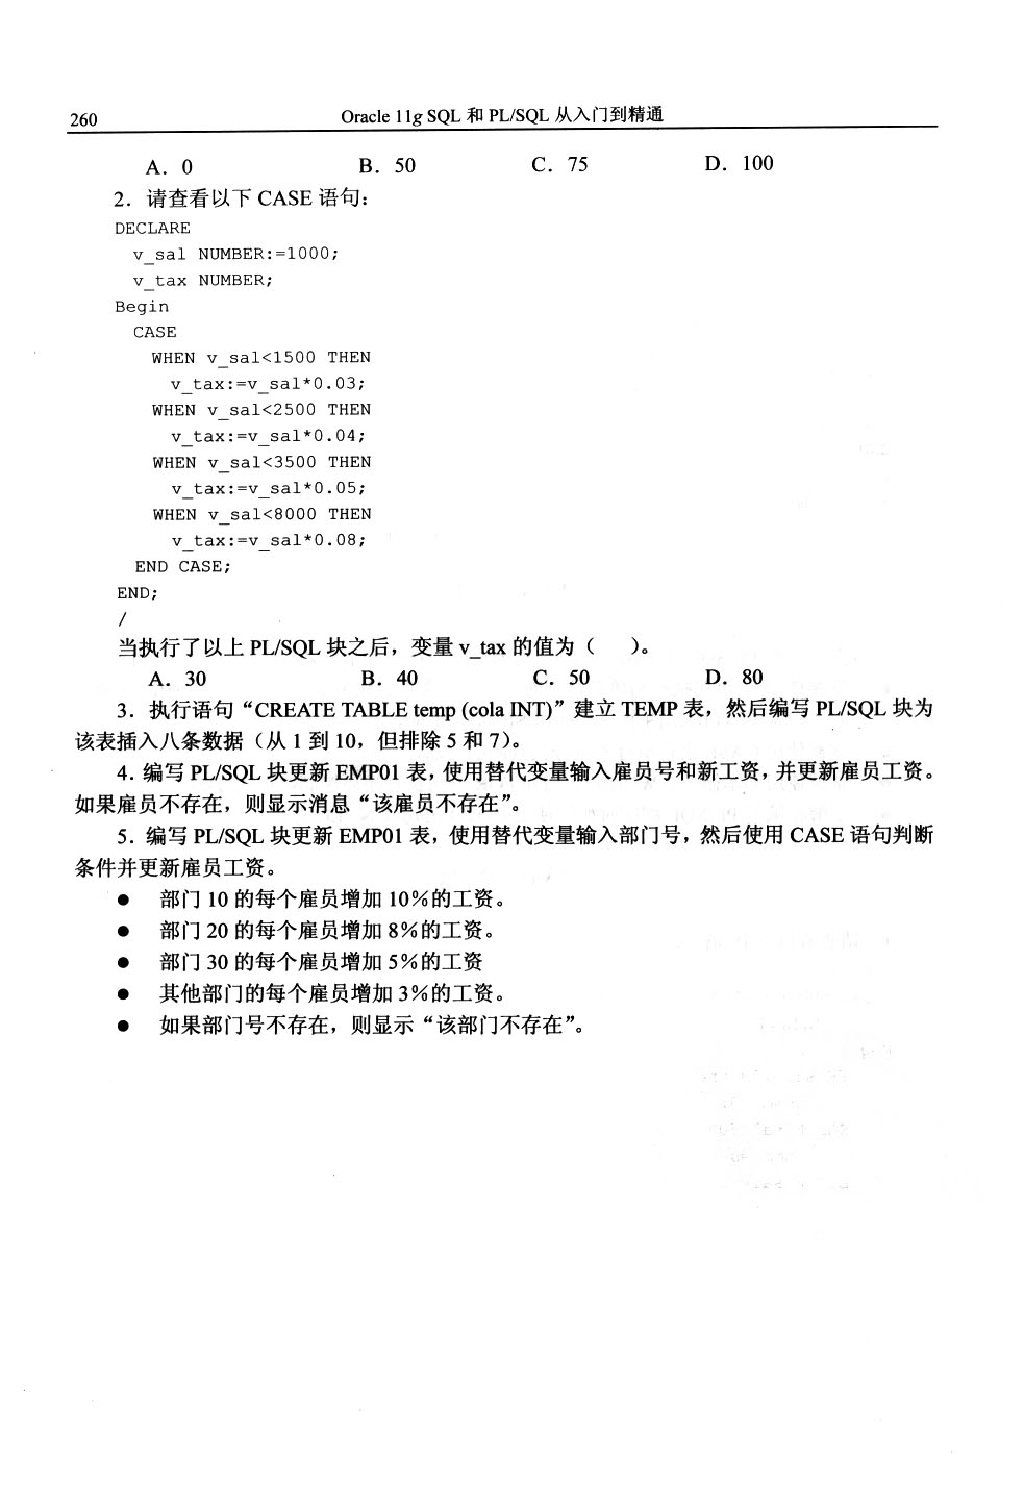 260
Oracle 11g SQL 和 PL/SQL 从入门到精通
A．0 B．50 C．75 D．100
2．请查看以下 CASE 语句：
DECLARE
v_sal NUMBER:=1000;
v_tax NUMBER;
Begin
CASE
WHEN v_sal<1500 THEN
v_tax:=v_sal*0.03;
WHEN v_sal<2500 THEN
v_tax:=v_sal*0.04;
WHEN v_sal<3500 THEN
v_tax:=v_sal*0.05;
WHEN v_sal<8000 THEN
v_tax:=v_sal*0.08;
END CASE;
END;
/
当执行了以上 PL/SQL 块之后，变量 v_tax 的值为（ ）。
A．30 B．40 C．50 D．80
3．执行语句“CREATE TABLE temp (cola INT)”建立 TEMP 表，然后编写 PL/SQL 块为
该表插入八条数据（从 1 到 10，但排除 5 和 7）。
4．编写 PL/SQL 块更新 EMP01 表，使用替代变量输入雇员号和新工资，并更新雇员工资。
如果雇员不存在，则显示消息“该雇员不存在”。
5．编写 PL/SQL 块更新 EMP01 表，使用替代变量输入部门号，然后使用 CASE 语句判断
条件并更新雇员工资。
● 部门 10 的每个雇员增加 10％的工资。
● 部门 20 的每个雇员增加 8％的工资。
● 部门 30 的每个雇员增加 5％的工资
● 其他部门的每个雇员增加 3％的工资。
● 如果部门号不存在，则显示“该部门不存在”。